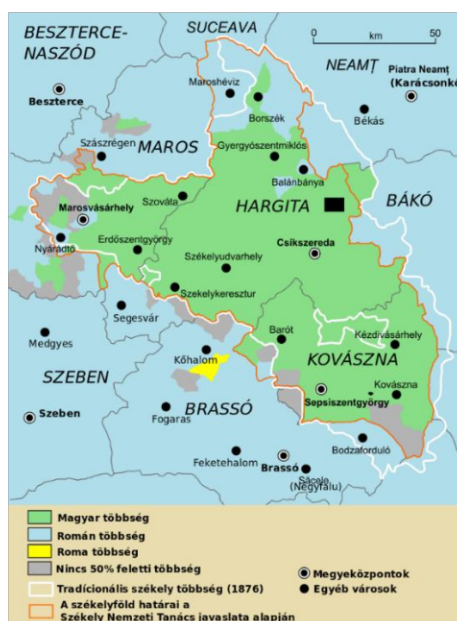 BESZTERCE-
NASZÓD
SUCEAVA
0 km 50
NEAMȚ
Piatra Neamț
(Karácsonkő)
Beszterce
Maroshévíz
Békás
Borszék
MAROS
Szászrégen
Gyergyószentmiklós
Balánbánya
BÁKÓ
Szováta
Marosvásárhely
HARGITA
Nyárádtő
Erdőszentgyörgy
Csíkszereda
Székelyudvarhely
Szekelykeresztur
Segesvár
Medgyes
Barót
Kézdivásárhely
Kőhalom
KOVÁSZNA
SZEBEN
Kovászna
Sepsiszentgyörgy
BRASSÓ
Szeben
Fogaras
Bodzaforduló
Feketehalom
Brassó
Săcele
(Négyfalu)
Magyar többség
Román többség
Roma többség
Nincs 50% feletti többség
Tradícionális székely többség (1876)
A székelyföld határai a
Székely Nemzeti Tanács javaslata alapján
Megyeközpontok
Egyéb városok